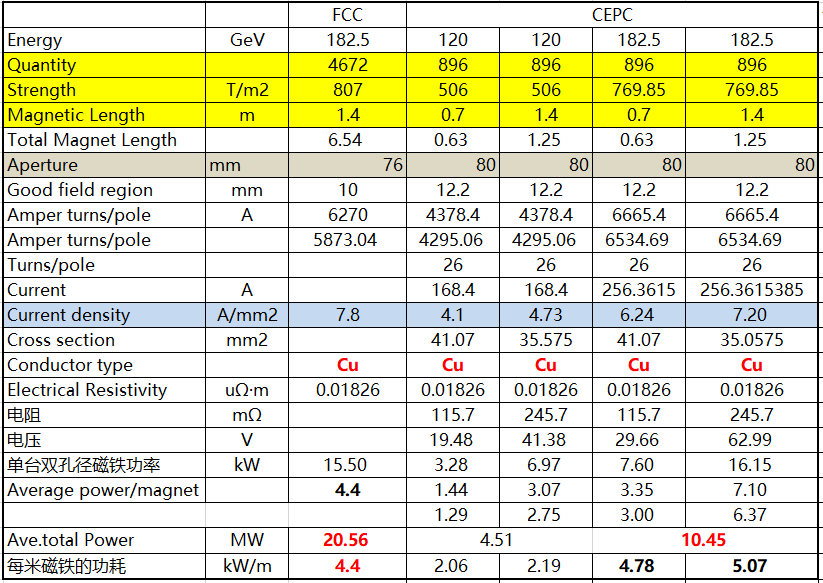 FCC CEPC
Energy GeV 182.5 120 120 182.5 182.5
Quantity 4672 896 896 896 896
Strength T/m2 807 506 506 769.85 769.85
Magnetic Length m 1.4 0.7 1.4 0.7 1.4
Total Magnet Length 6.54 0.63 1.25 0.63 1.25
Aperture mm 76 80 80 80 80
Good field region mm 10 12.2 12.2 12.2 12.2
Amper turns/pole A 6270 4378.4 4378.4 6665.4 6665.4
Amper turns/pole 5873.04 4295.06 4295.06 6534.69 6534.69
Turns/pole 26 26 26 26
Current A 168.4 168.4 256.3615 256.3615385
Current density A/mm2 7.8 4.1 4.73 6.24 7.20
Cross section mm2 41.07 35.575 41.07 35.0575
Conductor type Cu Cu Cu Cu Cu
Electrical Resistivity uΩ·m 0.01826 0.01826 0.01826 0.01826 0.01826
电阻 mΩ 115.7 245.7 115.7 245.7
电压 V 19.48 41.38 29.66 62.99
单台双孔径磁铁功率 kW 15.50 3.28 6.97 7.60 16.15
Average power/magnet 4.4 1.44 3.07 3.35 7.10
1.29 2.75 3.00 6.37
Ave.total Power MW 20.56 4.51 10.45
每米磁铁的功耗 kW/m 4.4 2.06 2.19 4.78 5.07